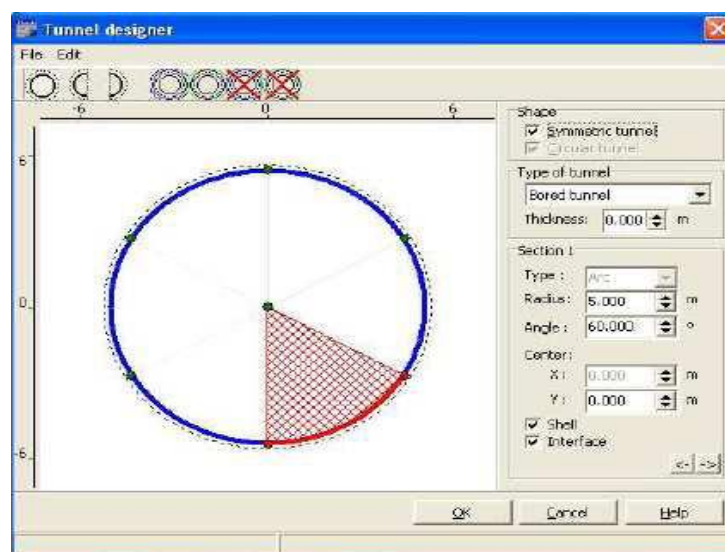 Tunnel designer
File Edit
-6 0 6
6
0
-6
Shape
Symmetric tunnel
Circular tunnel
Type of tunnel
Bored tunnel
Thickness: 0.000 m
Section 1
Type : Arc
Radius: 5.000 m
Angle : 60.000 °
Center:
X: 0.000 m
Y: 0.000 m
Shell
Interface
<- ->
OK Cancel Help